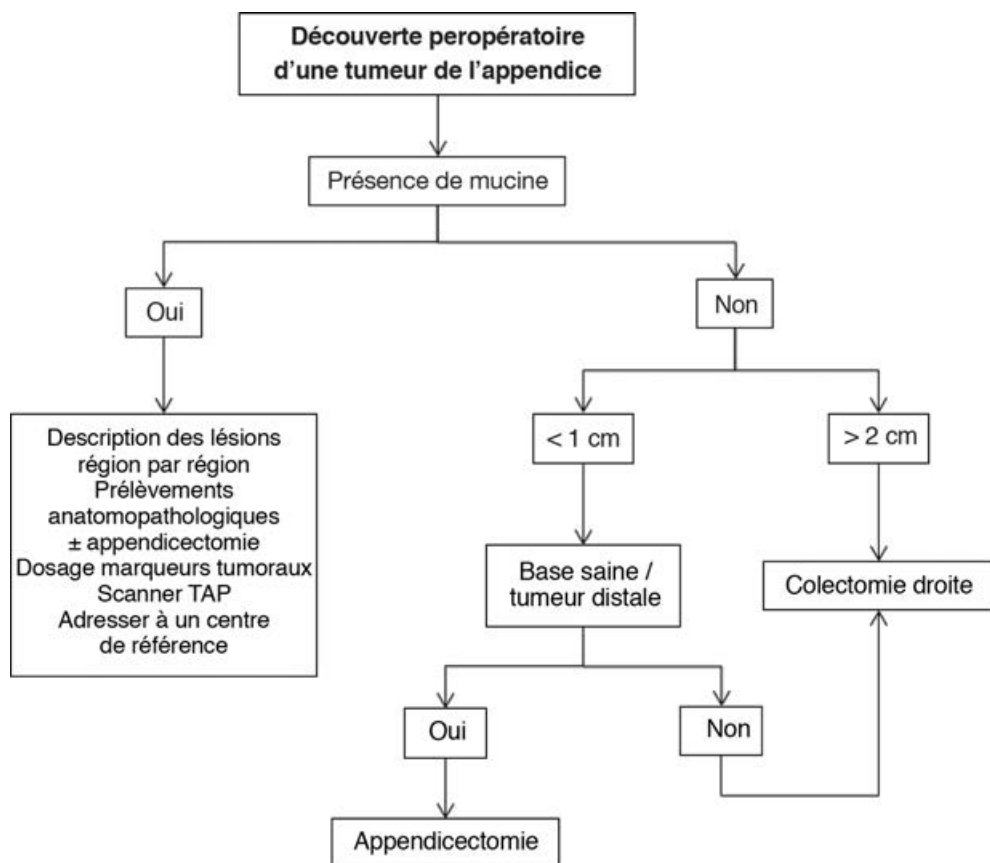 Découverte peropératoire
d’une tumeur de l’appendice
Présence de mucine
Oui
Non
Description des lésions
région par région
Prélèvements
anatomopathologiques
± appendicectomie
Dosage marqueurs tumoraux
Scanner TAP
Adresser à un centre
de référence
< 1 cm
> 2 cm
Base saine /
tumeur distale
Colectomie droite
Oui
Non
Appendicectomie